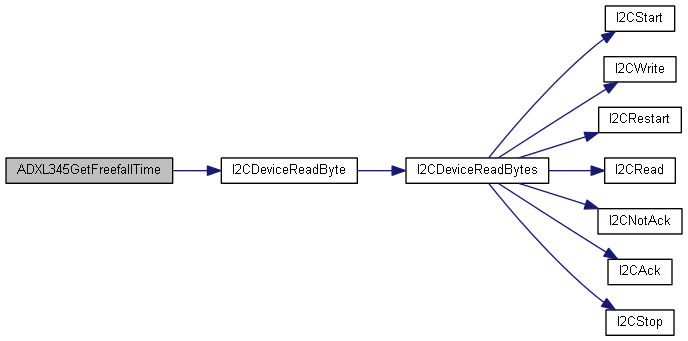 ADXL345GetFreefallTime
I2CDeviceReadByte
I2CDeviceReadBytes
I2CStart
I2CWrite
I2CRestart
I2CRead
I2CNotAck
I2CAck
I2CStop